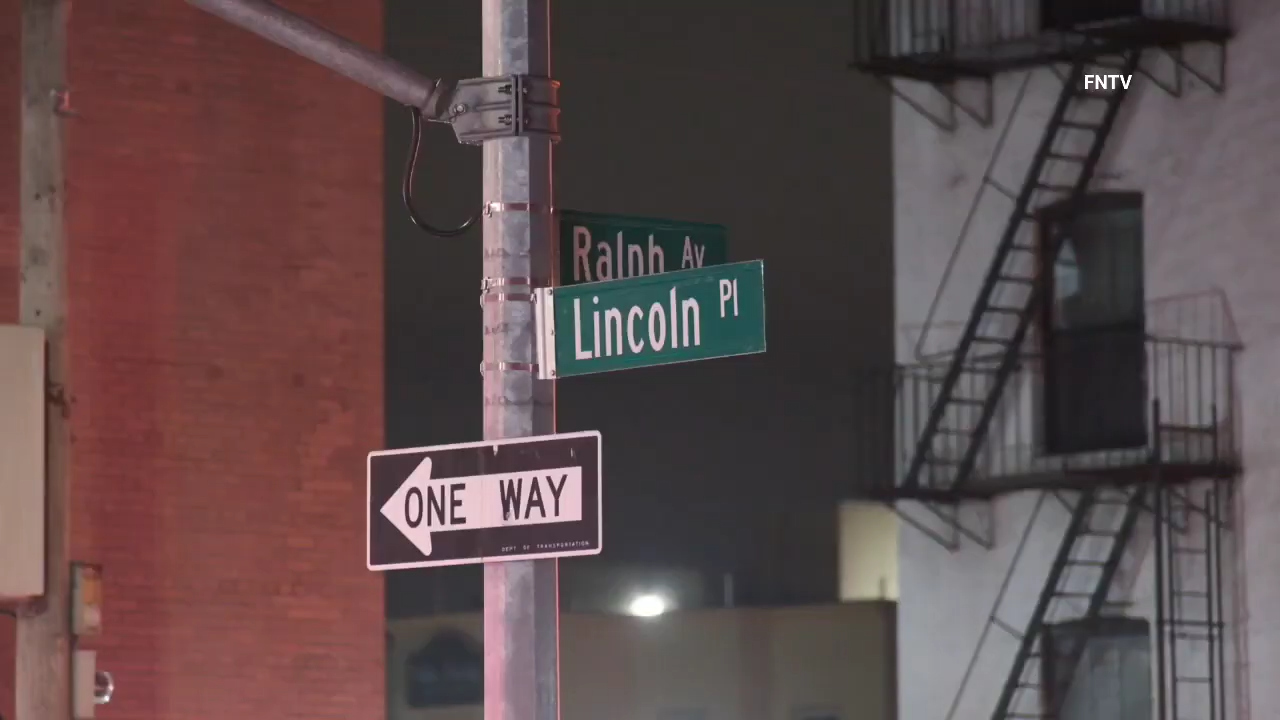 FNTV
Ralph Av
Lincoln Pl
ONE WAY
DEPT OF TRANSPORTATION